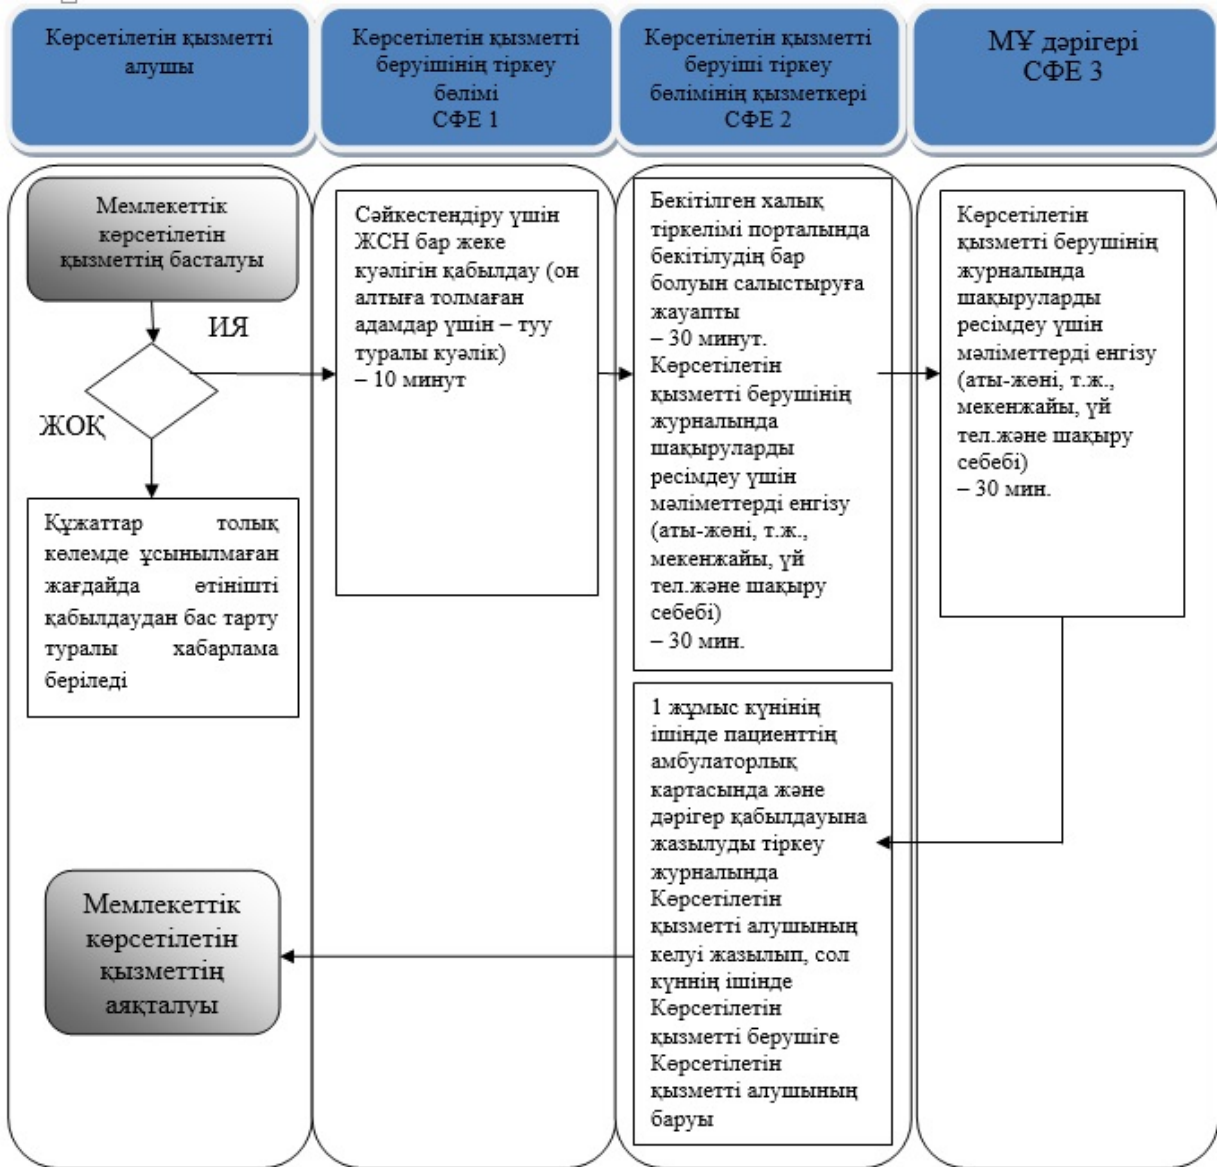 Көрсетілетін қызметті
алушы
Көрсетілетін қызметті
беруішінің тіркеу
бөлімі
СФЕ 1
Көрсетілетін қызметті
беруіші тіркеу
бөлімінің қызметкері
СФЕ 2
МҰ дәрігері
СФЕ 3
Мемлекеттік
көрсетілетін
қызметтің басталуы
ИЯ
ЖОҚ
Құжаттар толық
көлемде ұсынылмаған
жағдайда өтінішті
қабылдаудан бас тарту
туралы хабарлама
беріледі
Мемлекеттік
көрсетілетін
қызметтің
аяқталуы
Сәйкестендіру үшін
ЖСН бар жеке
куәлігін қабылдау (он
алтыға толмаған
адамдар үшін – туу
туралы куәлік)
– 10 минут
Бекітілген халық
тіркелімі порталында
бекітілудің бар
болуын салыстыруға
жауапты
– 30 минут.
Көрсетілетін
қызметті берушінің
журналында
шақыруларды
ресімдеу үшін
мәліметтерді енгізу
(аты-жөні, т.ж.,
мекенжайы, үй
тел.және шақыру
себебі)
– 30 мин.
1 жұмыс күнінің
ішінде пациенттің
амбулаторлық
картасында және
дәрігер қабылдауына
жазылуды тіркеу
журналында
Көрсетілетін
қызметті алушының
келуі жазылып, сол
күннің ішінде
Көрсетілетін
қызметті берушіге
Көрсетілетін
қызметті алушының
баруы
Көрсетілетін
қызметті берушінің
журналында
шақыруларды
ресімдеу үшін
мәліметтерді енгізу
(аты-жөні, т.ж.,
мекенжайы, үй
тел.және шақыру
себебі)
– 30 мин.